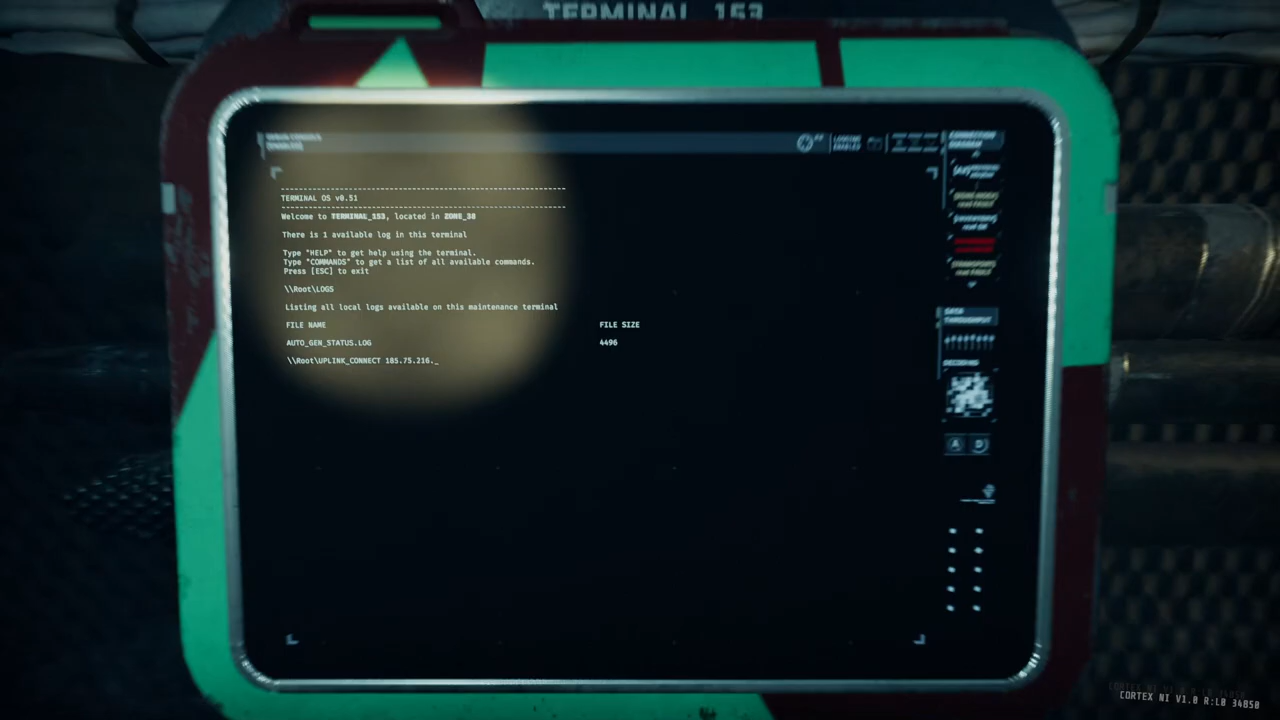 TERMINAL 153
TERMINAL OS v0.51
Welcome to TERMINAL_153, located in ZONE_38
There is 1 available log in this terminal
Type "HELP" to get help using the terminal.
Type "COMMANDS" to get a list of all available commands.
Press [ESC] to exit
\\Root\LOGS
Listing all local logs available on this maintenance terminal
FILE NAME FILE SIZE
AUTO_GEN_STATUS.LOG 4496
\\Root\UPLINK_CONNECT 185.75.216._
DATA
THROUGHPUT
A D
CORTEX NI V1.0 R:L0 34850